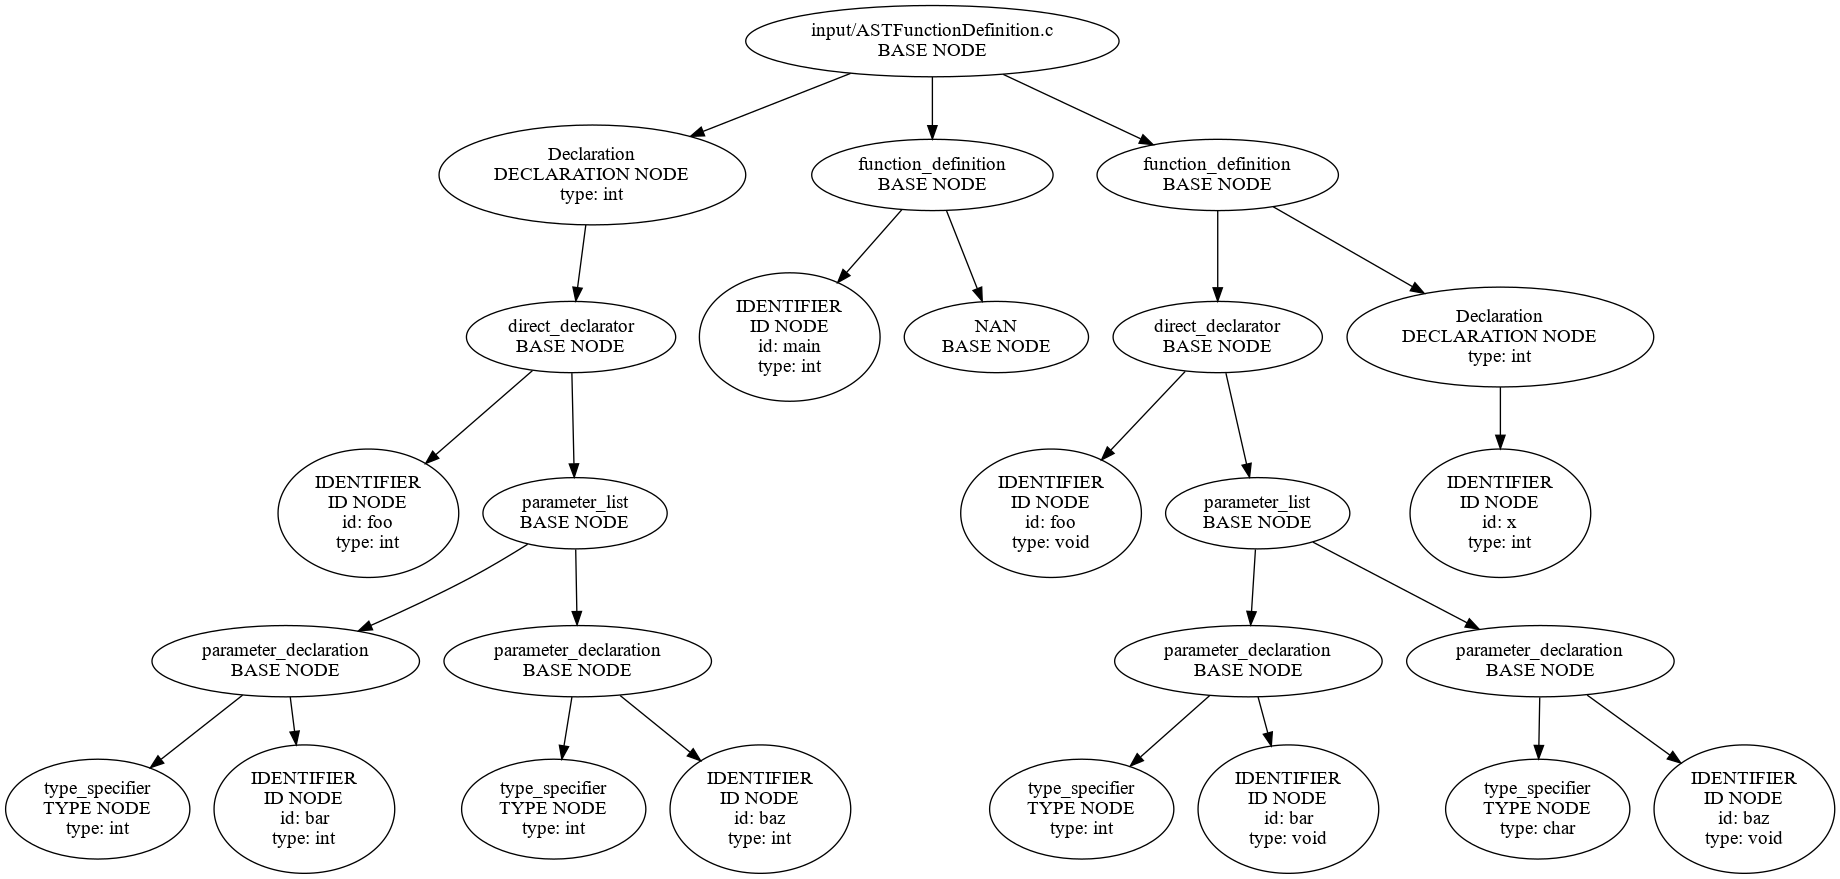 input/ASTFunctionDefinition.c
BASE NODE
Declaration
DECLARATION NODE
type: int
function_definition
BASE NODE
function_definition
BASE NODE
direct_declarator
BASE NODE
IDENTIFIER
ID NODE
id: main
type: int
NAN
BASE NODE
direct_declarator
BASE NODE
Declaration
DECLARATION NODE
type: int
IDENTIFIER
ID NODE
id: foo
type: int
parameter_list
BASE NODE
IDENTIFIER
ID NODE
id: foo
type: void
parameter_list
BASE NODE
IDENTIFIER
ID NODE
id: x
type: int
parameter_declaration
BASE NODE
parameter_declaration
BASE NODE
parameter_declaration
BASE NODE
parameter_declaration
BASE NODE
type_specifier
TYPE NODE
type: int
IDENTIFIER
ID NODE
id: bar
type: int
type_specifier
TYPE NODE
type: int
IDENTIFIER
ID NODE
id: baz
type: int
type_specifier
TYPE NODE
type: int
IDENTIFIER
ID NODE
id: bar
type: void
type_specifier
TYPE NODE
type: char
IDENTIFIER
ID NODE
id: baz
type: void